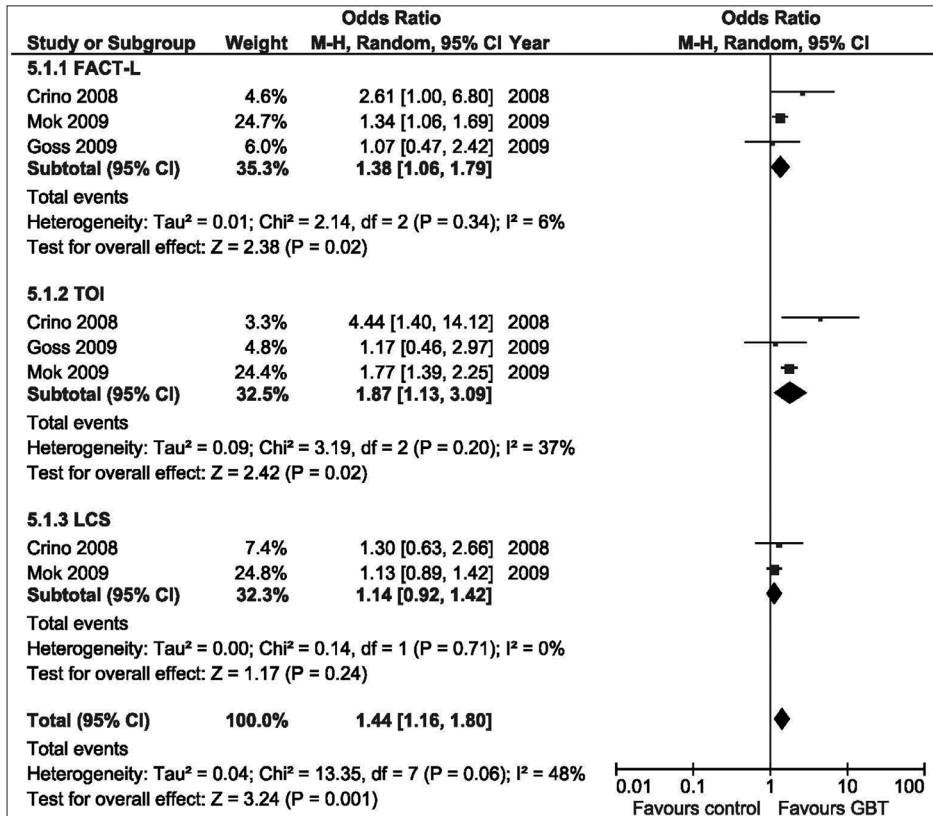 Odds Ratio Odds Ratio
Study or Subgroup Weight M-H, Random, 95% CI Year M-H, Random, 95% CI
5.1.1 FACT-L
Crino 2008 4.6% 2.61 [1.00, 6.80] 2008
Mok 2009 24.7% 1.34 [1.06, 1.69] 2009
Goss 2009 6.0% 1.07 [0.47, 2.42] 2009
Subtotal (95% CI) 35.3% 1.38 [1.06, 1.79]
Total events
Heterogeneity: Tau² = 0.01; Chi² = 2.14, df = 2 (P = 0.34); I² = 6%
Test for overall effect: Z = 2.38 (P = 0.02)
5.1.2 TOI
Crino 2008 3.3% 4.44 [1.40, 14.12] 2008
Goss 2009 4.8% 1.17 [0.46, 2.97] 2009
Mok 2009 24.4% 1.77 [1.39, 2.25] 2009
Subtotal (95% CI) 32.5% 1.87 [1.13, 3.09]
Total events
Heterogeneity: Tau² = 0.09; Chi² = 3.19, df = 2 (P = 0.20); I² = 37%
Test for overall effect: Z = 2.42 (P = 0.02)
5.1.3 LCS
Crino 2008 7.4% 1.30 [0.63, 2.66] 2008
Mok 2009 24.8% 1.13 [0.89, 1.42] 2009
Subtotal (95% CI) 32.3% 1.14 [0.92, 1.42]
Total events
Heterogeneity: Tau² = 0.00; Chi² = 0.14, df = 1 (P = 0.71); I² = 0%
Test for overall effect: Z = 1.17 (P = 0.24)
Total (95% CI) 100.0% 1.44 [1.16, 1.80]
Total events
Heterogeneity: Tau² = 0.04; Chi² = 13.35, df = 7 (P = 0.06); I² = 48%
Test for overall effect: Z = 3.24 (P = 0.001)
0.01 0.1 1 10 100
Favours control Favours GBT